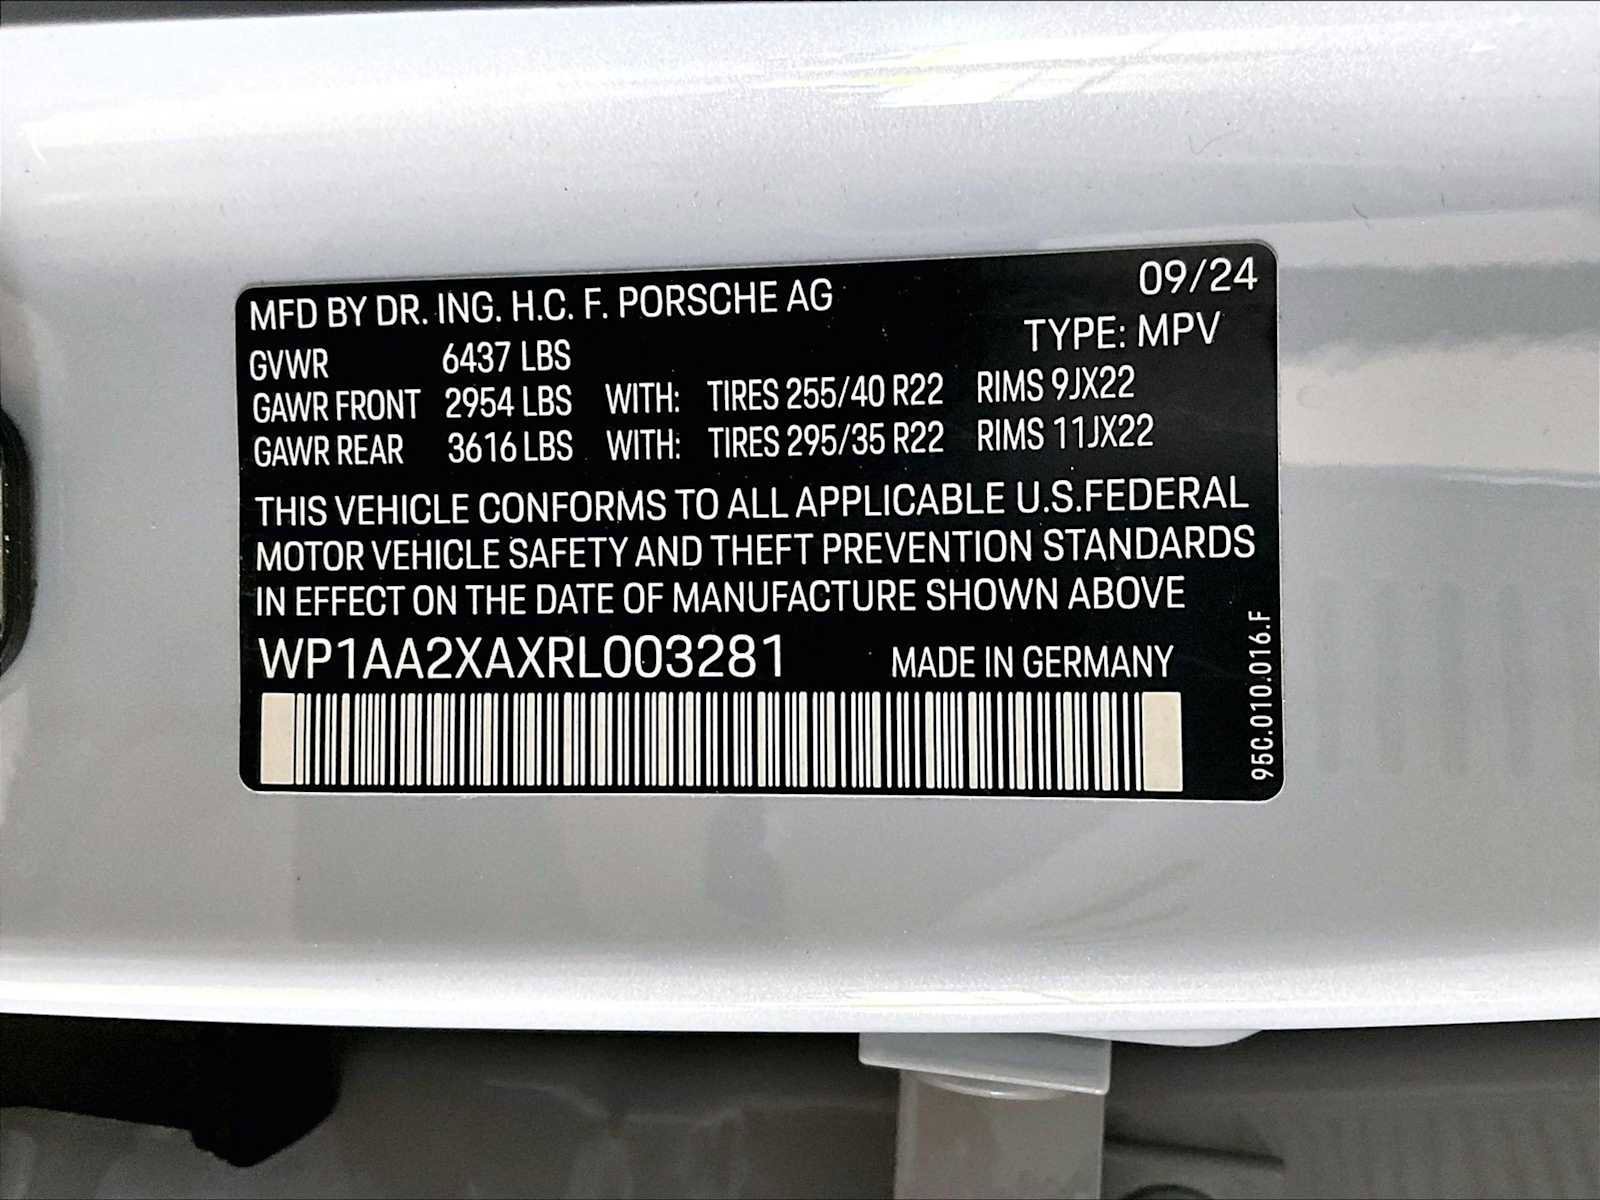 MFD BY DR. ING. H.C. F. PORSCHE AG 09/24
TYPE: MPV
GVWR 6437 LBS
GAWR FRONT 2954 LBS WITH: TIRES 255/40 R22 RIMS 9JX22
GAWR REAR 3616 LBS WITH: TIRES 295/35 R22 RIMS 11JX22
THIS VEHICLE CONFORMS TO ALL APPLICABLE U.S.FEDERAL
MOTOR VEHICLE SAFETY AND THEFT PREVENTION STANDARDS
IN EFFECT ON THE DATE OF MANUFACTURE SHOWN ABOVE
WP1AA2XAXRL003281 MADE IN GERMANY
95C.010.016.F